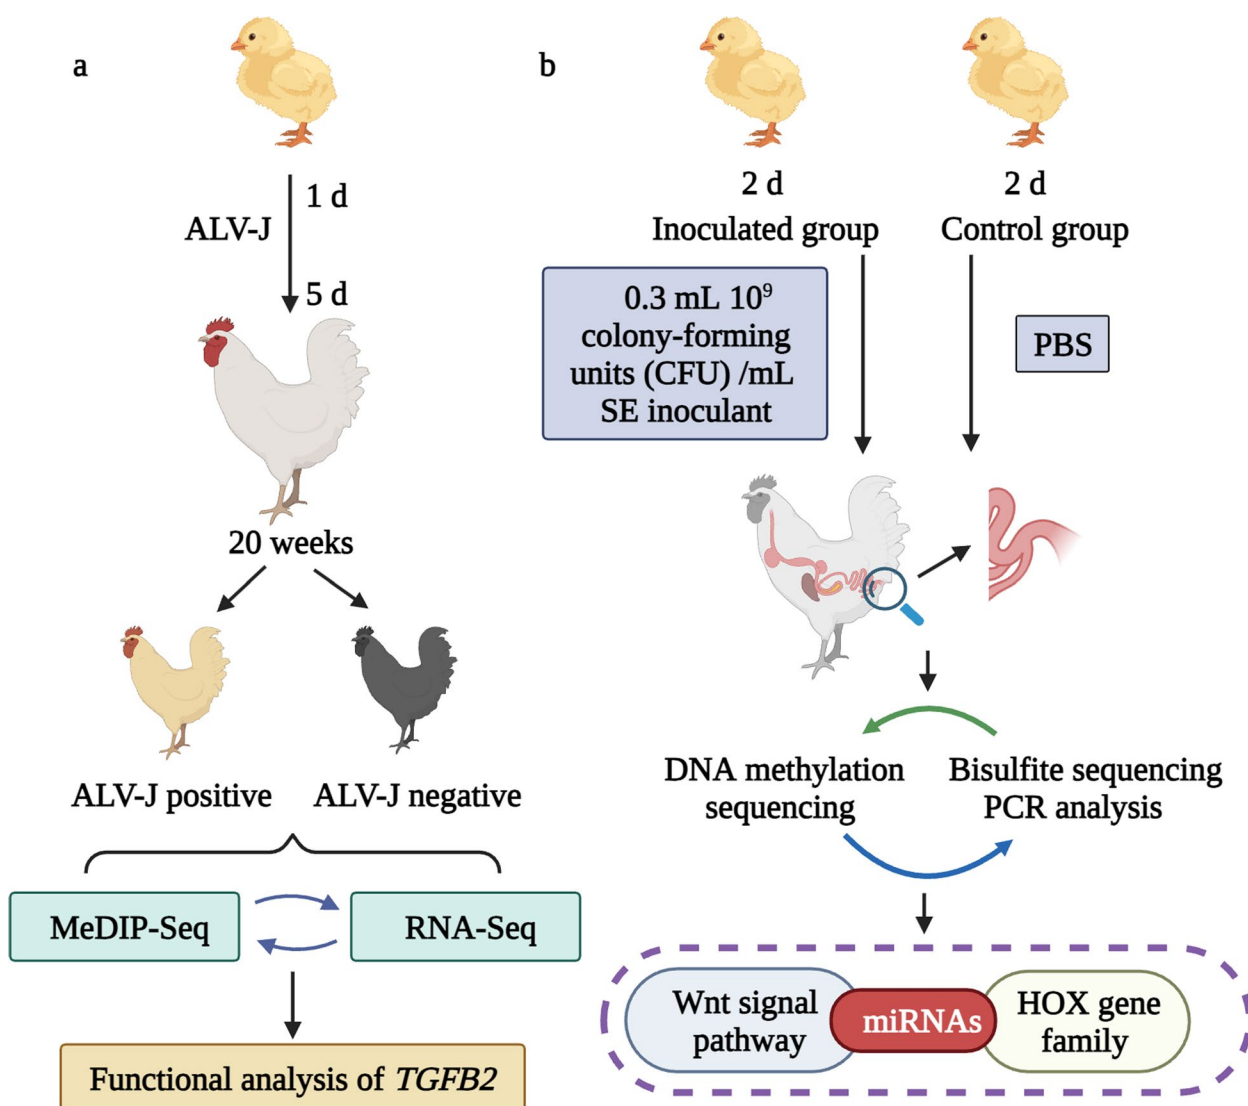 a
1 d
ALV-J
5 d
20 weeks
ALV-J positive
ALV-J negative
MeDIP-Seq
RNA-Seq
Functional analysis of TGFB2
b
2 d
Inoculated group
2 d
Control group
0.3 mL 10⁹
colony-forming
units (CFU) /mL
SE inoculant
PBS
DNA methylation
sequencing
Bisulfite sequencing
PCR analysis
Wnt signal
pathway
miRNAs
HOX gene
family